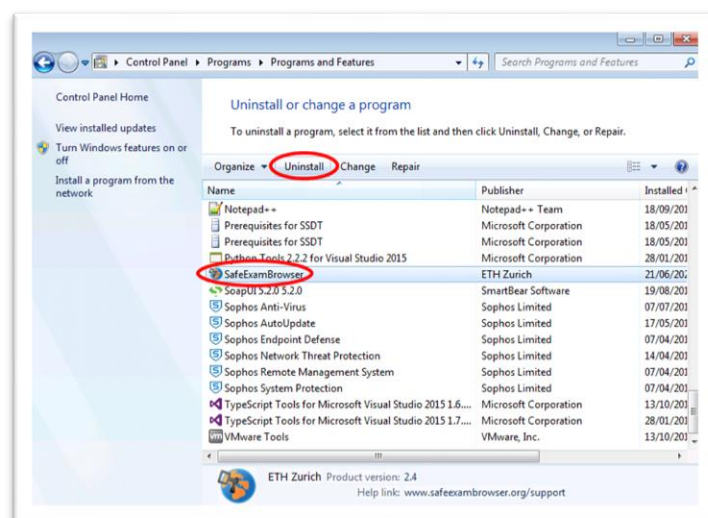 Control Panel Programs Programs and Features Search Programs and Features
Control Panel Home
View installed updates
Turn Windows features on or
off
Install a program from the
network
Uninstall or change a program
To uninstall a program, select it from the list and then click Uninstall, Change, or Repair.
Organize Uninstall Change Repair
Name Publisher Installed
Notepad++ Notepad++ Team 18/09/201
Prerequisites for SSDT Microsoft Corporation 18/05/201
Prerequisites for SSDT Microsoft Corporation 18/05/201
Python Tools 2.2.2 for Visual Studio 2015 Microsoft Corporation 28/01/201
SafeExamBrowser ETH Zurich 21/06/202
SoapUI 5.2.0 5.2.0 SmartBear Software 19/08/201
Sophos Anti-Virus Sophos Limited 07/07/201
Sophos AutoUpdate Sophos Limited 17/05/201
Sophos Endpoint Defense Sophos Limited 07/04/201
Sophos Network Threat Protection Sophos Limited 14/04/201
Sophos Remote Management System Sophos Limited 07/04/201
Sophos System Protection Sophos Limited 07/04/201
TypeScript Tools for Microsoft Visual Studio 2015 1.6.... Microsoft Corporation 13/10/201
TypeScript Tools for Microsoft Visual Studio 2015 1.7.... Microsoft Corporation 28/01/201
VMware Tools VMware, Inc. 13/10/201
ETH Zurich Product version: 2.4
Help link: www.safeexambrowser.org/support